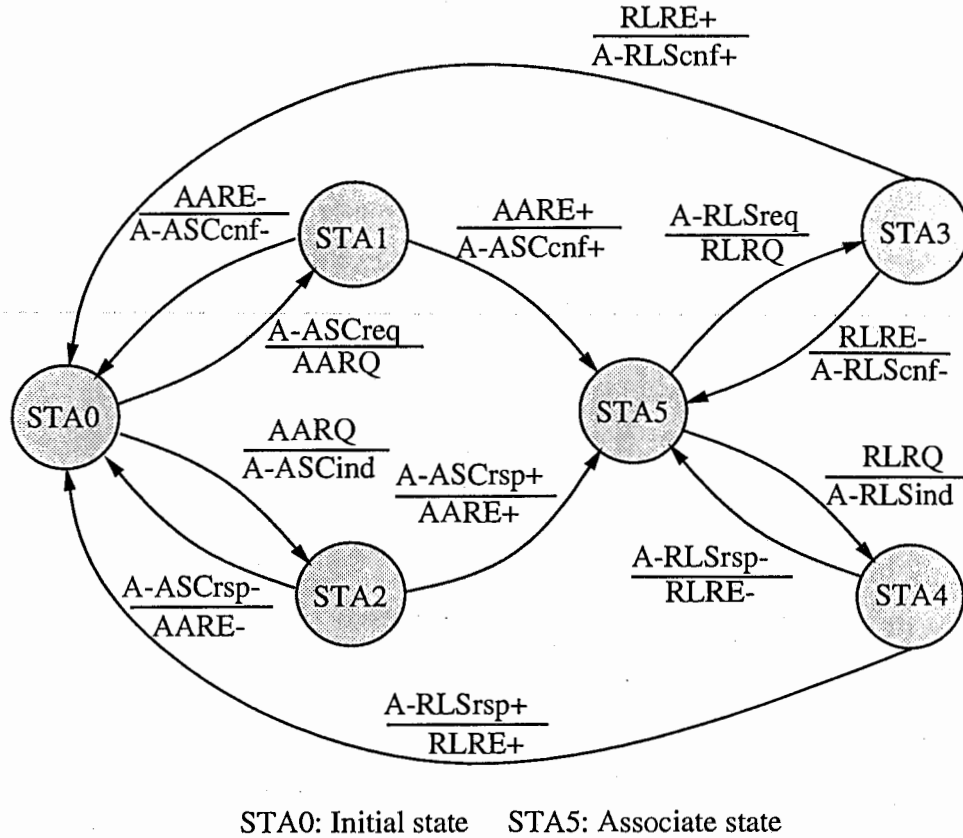 RLRE+
A-RLScnf+
AARE-
A-ASCcnf-
STA1
AARE+
A-ASCcnf+
A-RLSreq
RLRQ
STA3
A-ASCreq
AARQ
RLRE-
A-RLScnf-
STA0
STA5
AARQ
A-ASCind
A-ASCrsp+
AARE+
RLRQ
A-RLSind
A-ASCrsp-
AARE-
STA2
A-RLSrsp-
RLRE-
STA4
A-RLSrsp+
RLRE+
STA0: Initial state STA5: Associate state